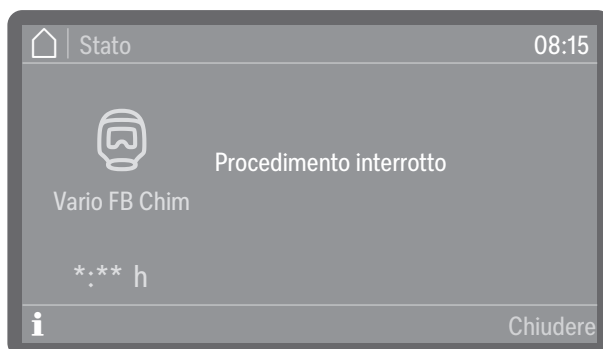 Stato 08:15
Procedimento interrotto
Vario FB Chim
*:** h
i Chiudere